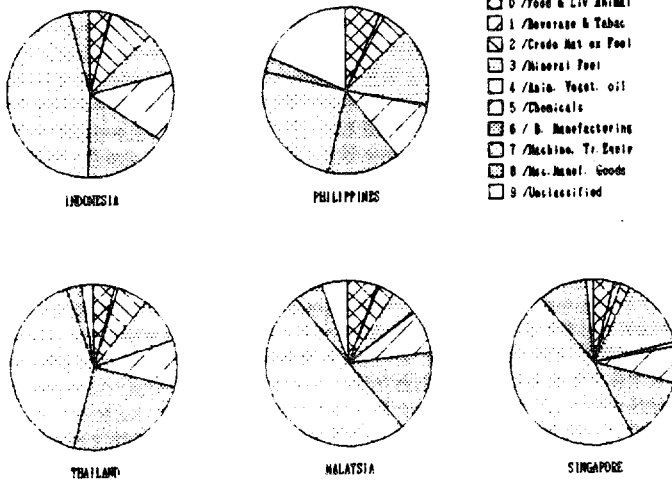 0 /Food & Liv Animal
1 /Beverage & Tabac
2 /Crude Mat ex Fuel
3 /Mineral Fuel
4 /Anim. Veget. oil
5 /Chemicals
6 / B. Manufacturing
7 /Machine. Tr.Equip
8 /Msc.Manuf. Goods
9 /Unclassified
INDONESIA
PHILIPPINES
THAILAND
MALAYSIA
SINGAPORE